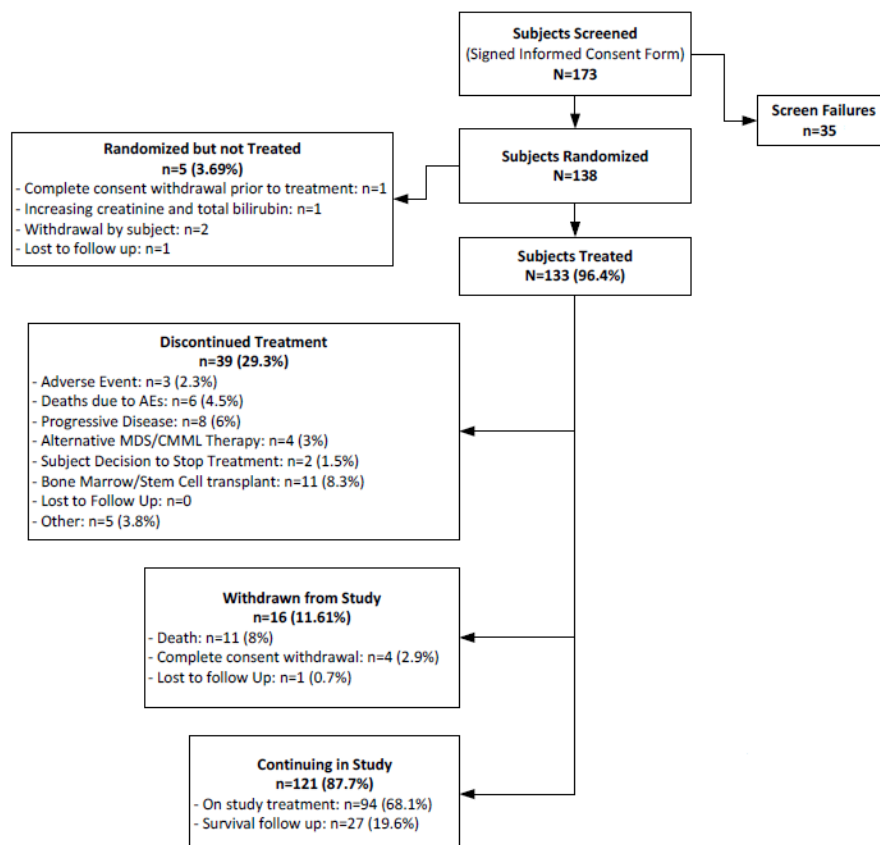 Subjects Screened
(Signed Informed Consent Form)
N=173
Screen Failures
n=35
Randomized but not Treated
n=5 (3.69%)
- Complete consent withdrawal prior to treatment: n=1
- Increasing creatinine and total bilirubin: n=1
- Withdrawal by subject: n=2
- Lost to follow up: n=1
Subjects Randomized
N=138
Subjects Treated
N=133 (96.4%)
Discontinued Treatment
n=39 (29.3%)
- Adverse Event: n=3 (2.3%)
- Deaths due to AEs: n=6 (4.5%)
- Progressive Disease: n=8 (6%)
- Alternative MDS/CMML Therapy: n=4 (3%)
- Subject Decision to Stop Treatment: n=2 (1.5%)
- Bone Marrow/Stem Cell transplant: n=11 (8.3%)
- Lost to Follow Up: n=0
- Other: n=5 (3.8%)
Withdrawn from Study
n=16 (11.61%)
- Death: n=11 (8%)
- Complete consent withdrawal: n=4 (2.9%)
- Lost to follow Up: n=1 (0.7%)
Continuing in Study
n=121 (87.7%)
- On study treatment: n=94 (68.1%)
- Survival follow up: n=27 (19.6%)